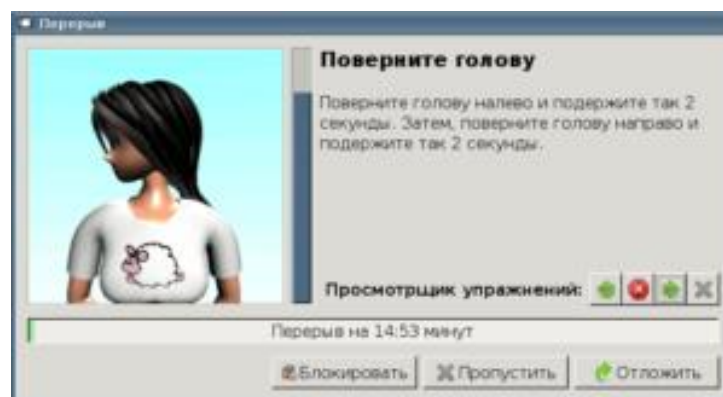 Перерыв
Поверните голову
Поверните голову налево и подержите так 2
секунды. Затем, поверните голову направо и
подержите так 2 секунды.
Просмотрщик упражнений:
Перерыв на 14:53 минут
Блокировать
Пропустить
Отложить